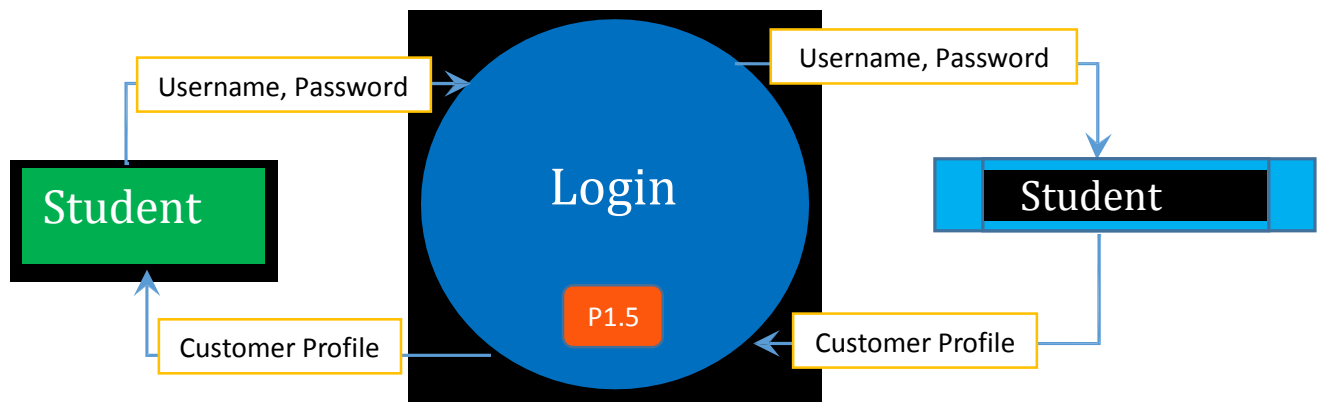 Username, Password
Username, Password
Student
Login
Student
P1.5
Customer Profile
Customer Profile